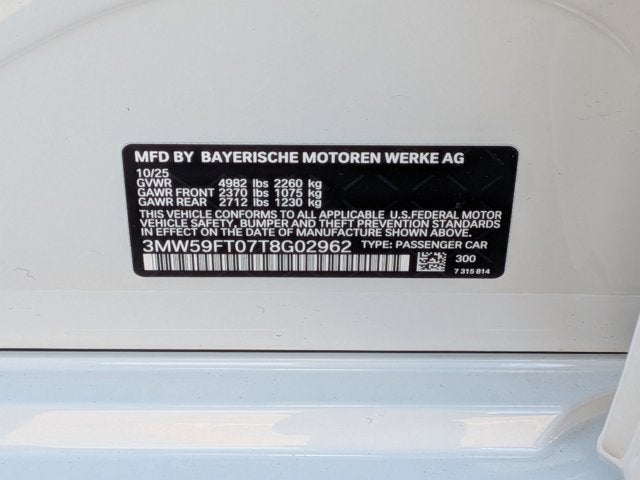 MFD BY BAYERISCHE MOTOREN WERKE AG
10/25
GVWR 4982 lbs 2260 kg
GAWR FRONT 2370 lbs 1075 kg
GAWR REAR 2712 lbs 1230 kg
THIS VEHICLE CONFORMS TO ALL APPLICABLE U.S.FEDERAL MOTOR
VEHICLE SAFETY, BUMPER AND THEFT PREVENTION STANDARDS
IN EFFECT ON THE DATE OF MANUFACTURE SHOWN ABOVE.
3MW59FT07T8G02962 TYPE: PASSENGER CAR
300
7 315 814